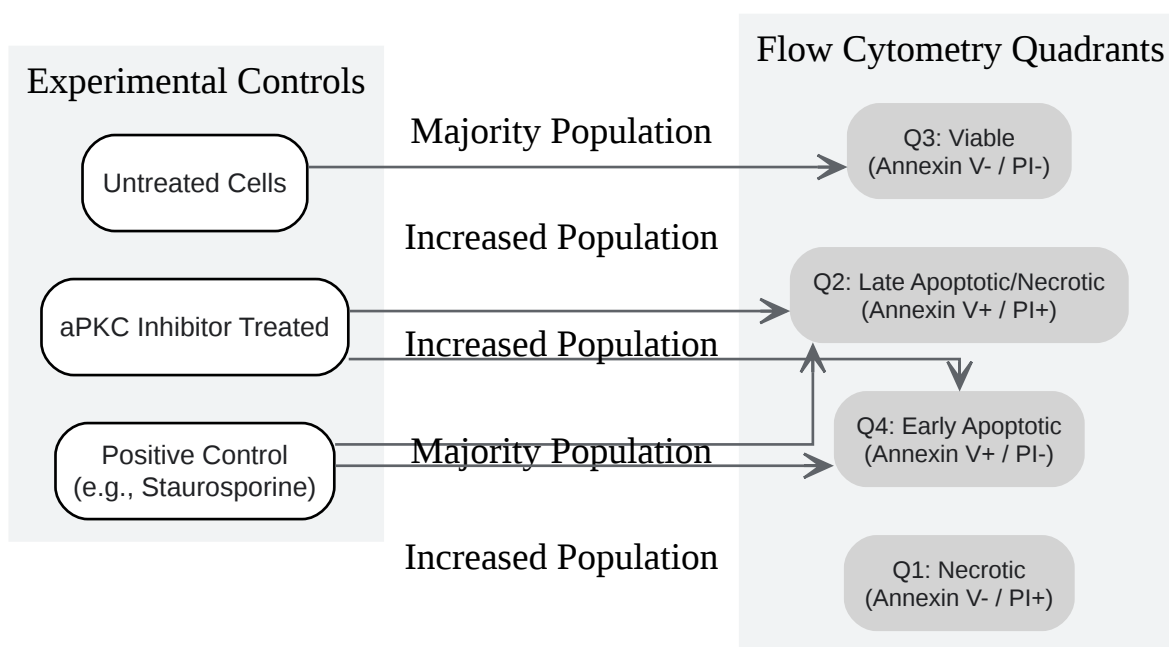 Experimental Controls
Untreated Cells
aPKC Inhibitor Treated
Positive Control
(e.g., Staurosporine)
Majority Population
Increased Population
Increased Population
Majority Population
Increased Population
Flow Cytometry Quadrants
Q3: Viable
(Annexin V- / PI-)
Q2: Late Apoptotic/Necrotic
(Annexin V+ / PI+)
Q4: Early Apoptotic
(Annexin V+ / PI-)
Q1: Necrotic
(Annexin V- / PI+)